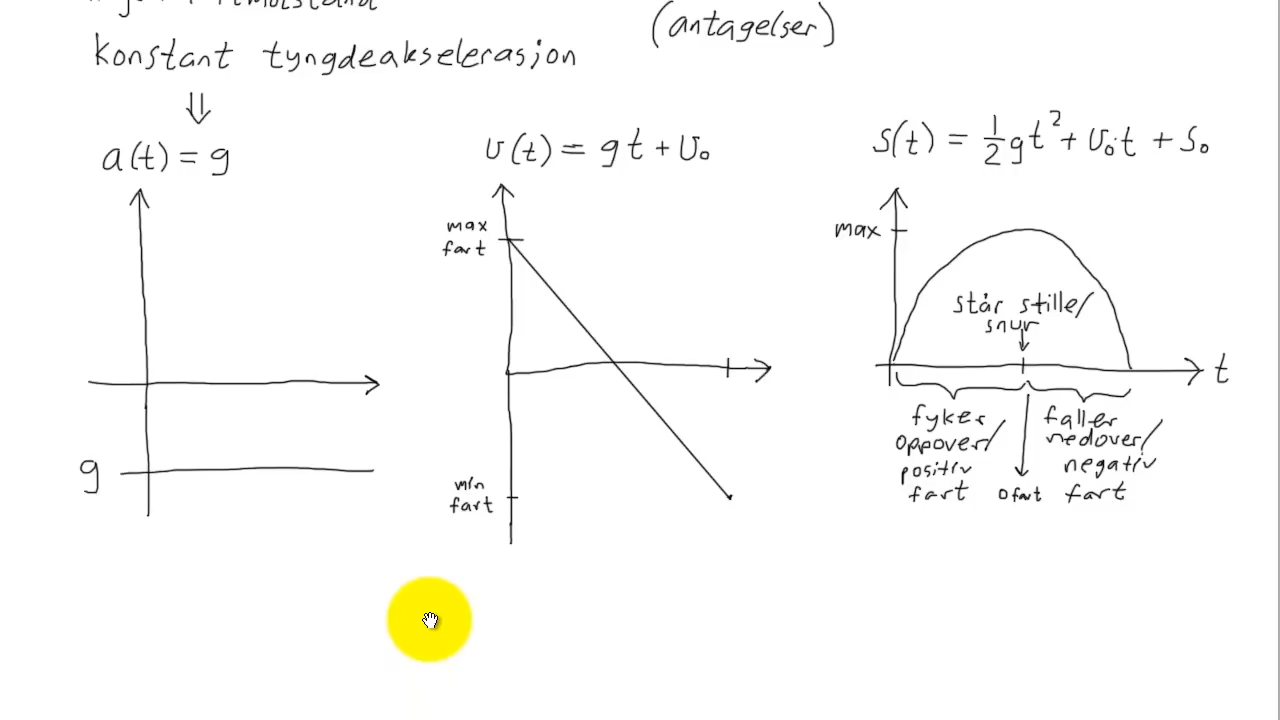 konstant tyngdeakselerasjon
(antagelser)
⇓
a(t) = g
g
v(t) = gt + v₀
max
fart
min
fart
s(t) = ½gt² + v₀·t + s₀
max
står stille/
snur
t
fyker
oppover/
positiv
fart
0 fart
faller
nedover/
negativ
fart